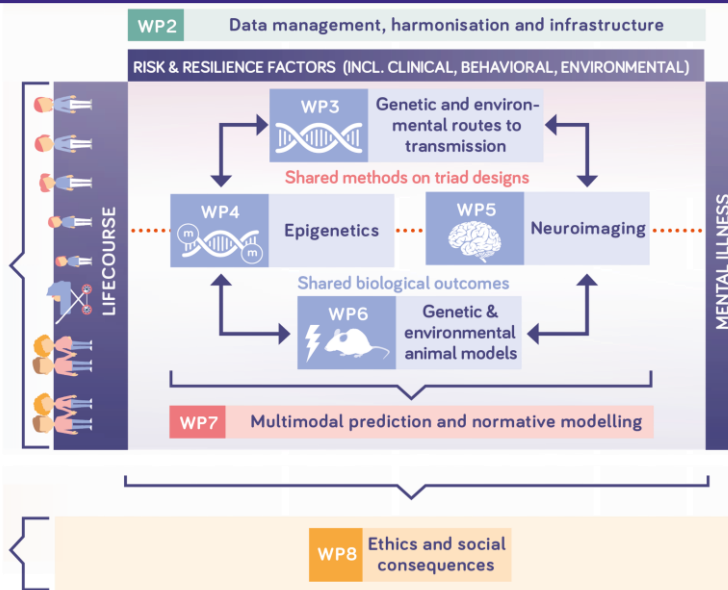 WP2 Data management, harmonisation and infrastructure
RISK & RESILIENCE FACTORS (INCL. CLINICAL, BEHAVIORAL, ENVIRONMENTAL)
LIFECOURSE
WP3
Genetic and environ-
mental routes to
transmission
Shared methods on triad designs
WP4
m
m
Epigenetics
WP5
Neuroimaging
Shared biological outcomes
WP6
Genetic &
environmental
animal models
MENTAL ILLNESS
WP7 Multimodal prediction and normative modelling
WP8
Ethics and social
consequences